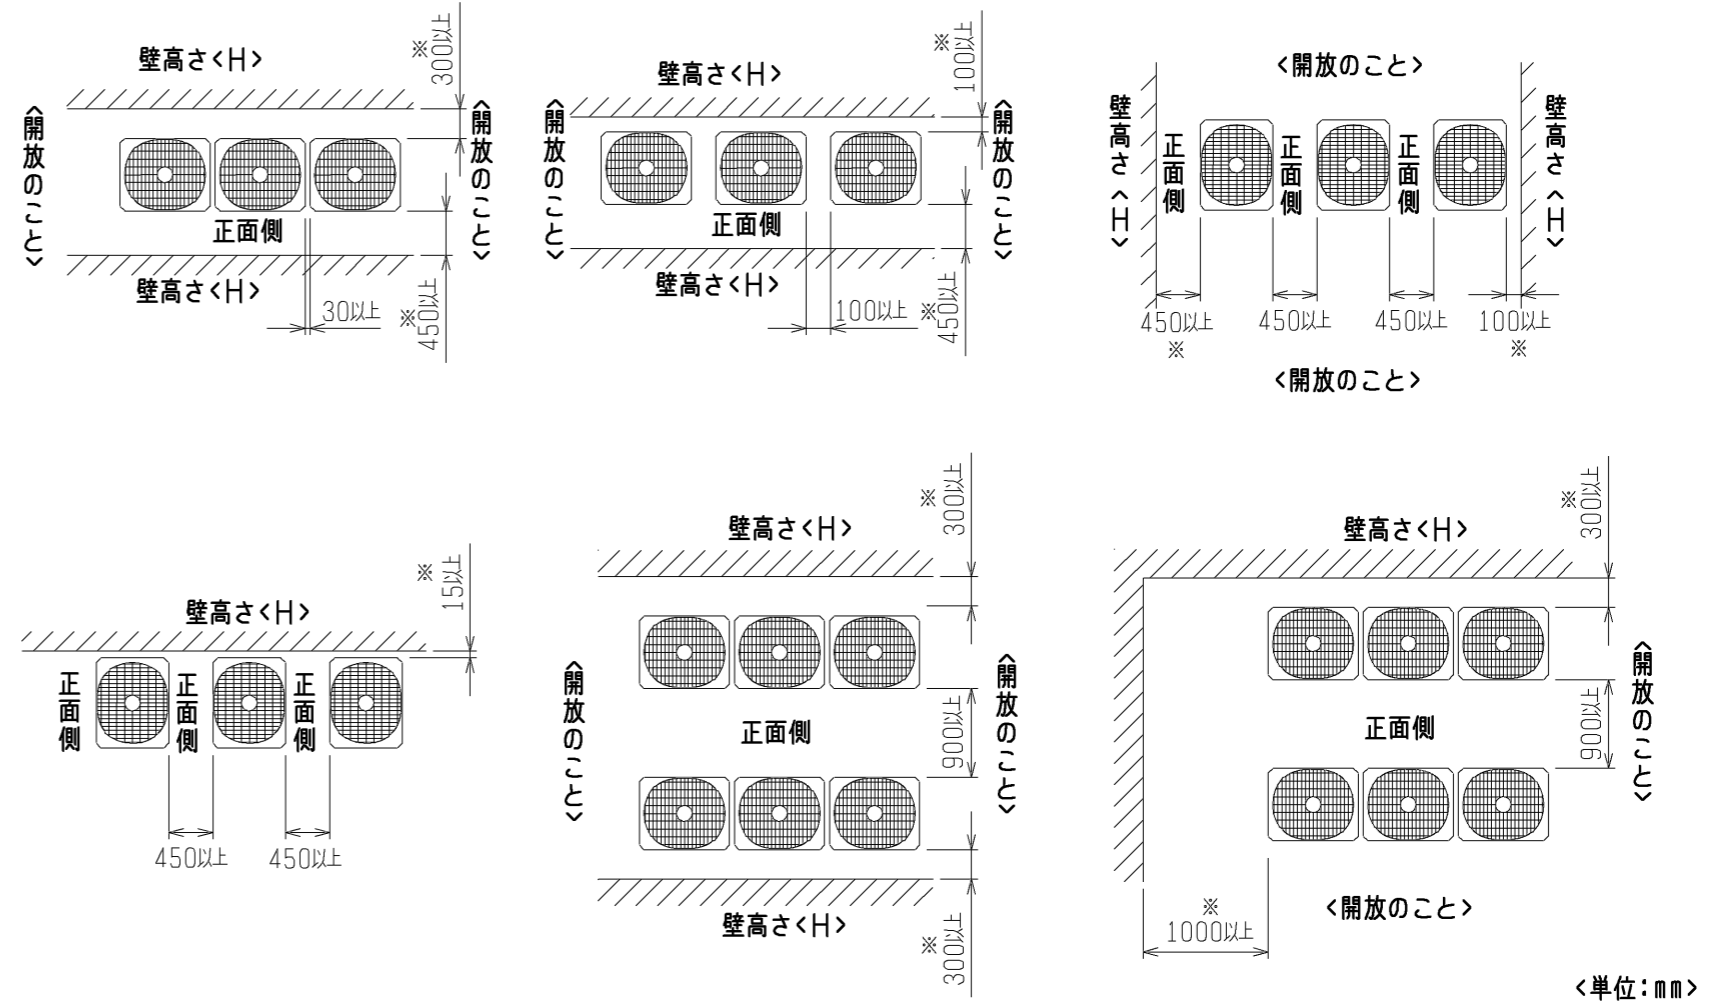 壁高さ<H>
※
300以上
<開放のこと>
<開放のこと>
正面側
壁高さ<H>
30以上
※
450以上
壁高さ<H>
※
100以上
<開放のこと>
<開放のこと>
正面側
壁高さ<H>
100以上
※
450以上
<開放のこと>
壁高さ<H>
正面側
正面側
正面側
壁高さ<H>
450以上
※
450以上
450以上
100以上
※
<開放のこと>
壁高さ<H>
※
15以上
正面側
正面側
正面側
450以上
450以上
壁高さ<H>
※
300以上
<開放のこと>
正面側
900以上
<開放のこと>
壁高さ<H>
※
300以上
壁高さ<H>
※
300以上
正面側
900以上
<開放のこと>
※
1000以上
<開放のこと>
<単位:mm>